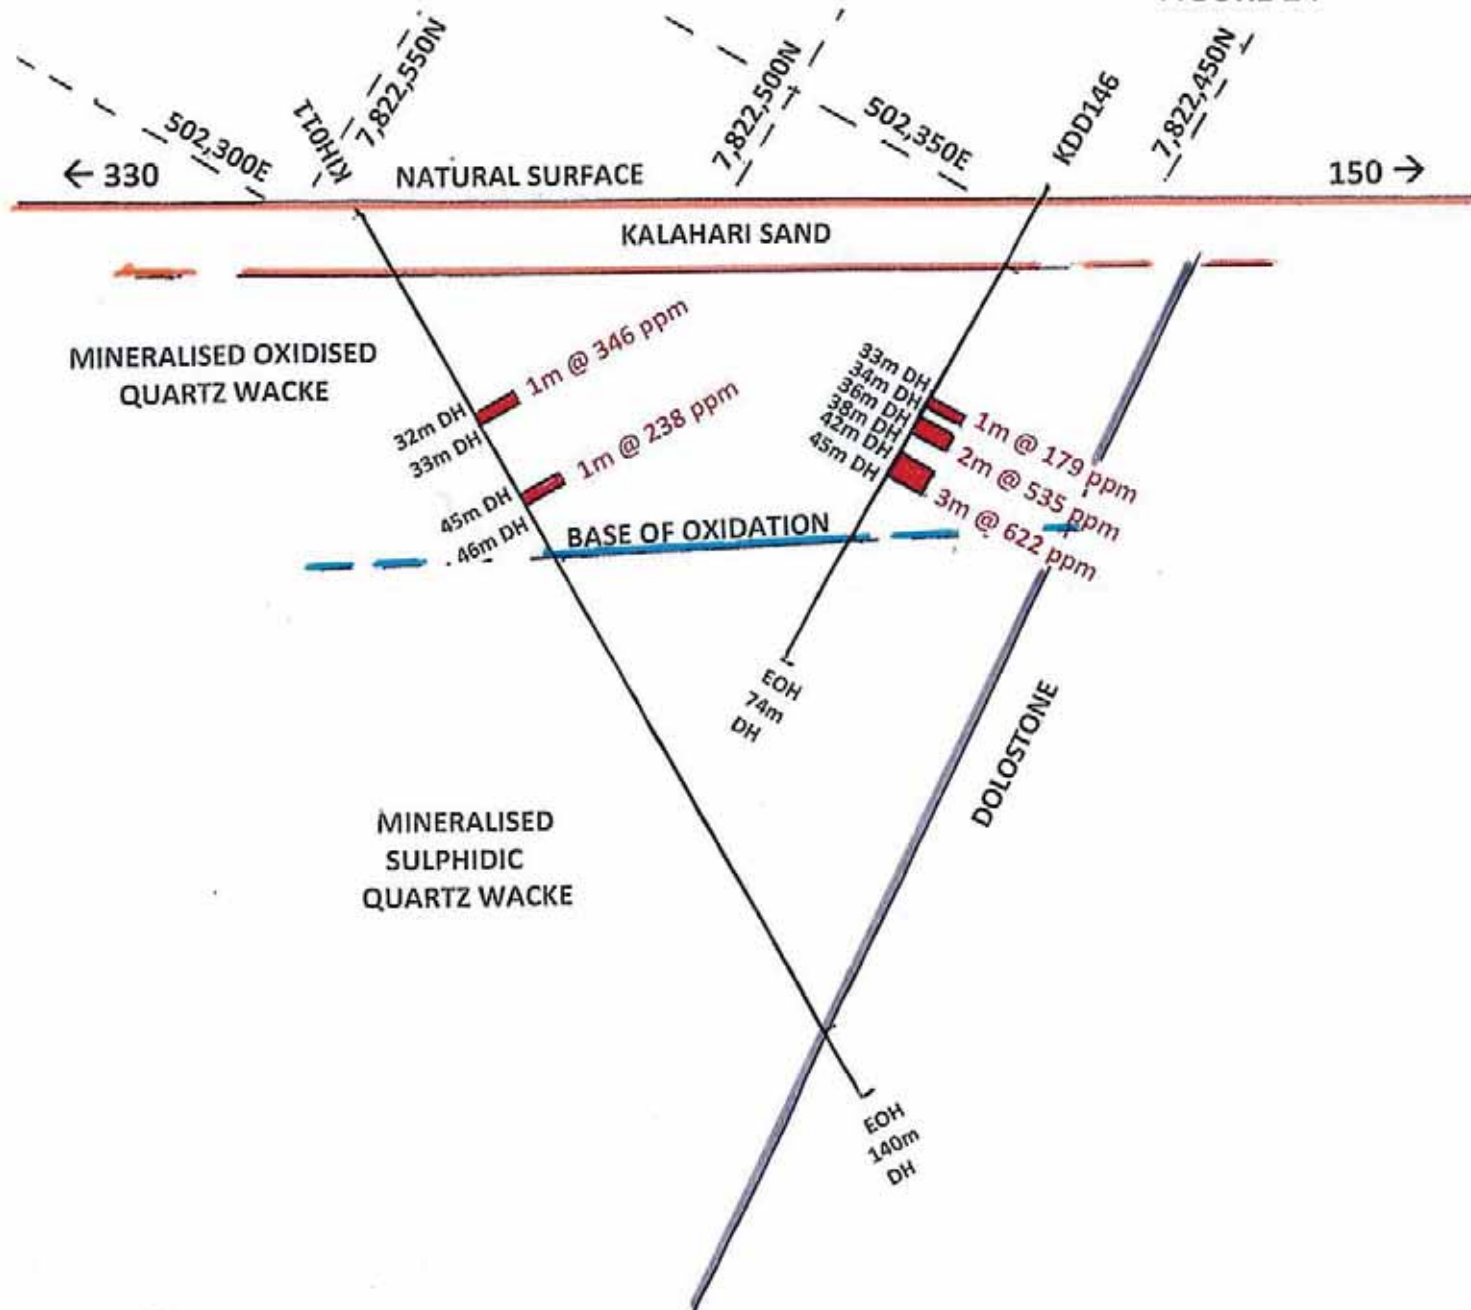 7,822,550N
7,822,500N
7,822,450N
502,300E
KIH011
502,350E
KDD146
← 330
NATURAL SURFACE
150 →
KALAHARI SAND
MINERALISED OXIDISED
QUARTZ WACKE
32m DH
33m DH
1m @ 346 ppm
45m DH
46m DH
1m @ 238 ppm
33m DH
34m DH
36m DH
38m DH
42m DH
45m DH
1m @ 179 ppm
2m @ 535 ppm
3m @ 622 ppm
BASE OF OXIDATION
EOH
74m
DH
DOLOSTONE
MINERALISED
SULPHIDIC
QUARTZ WACKE
EOH
140m
DH